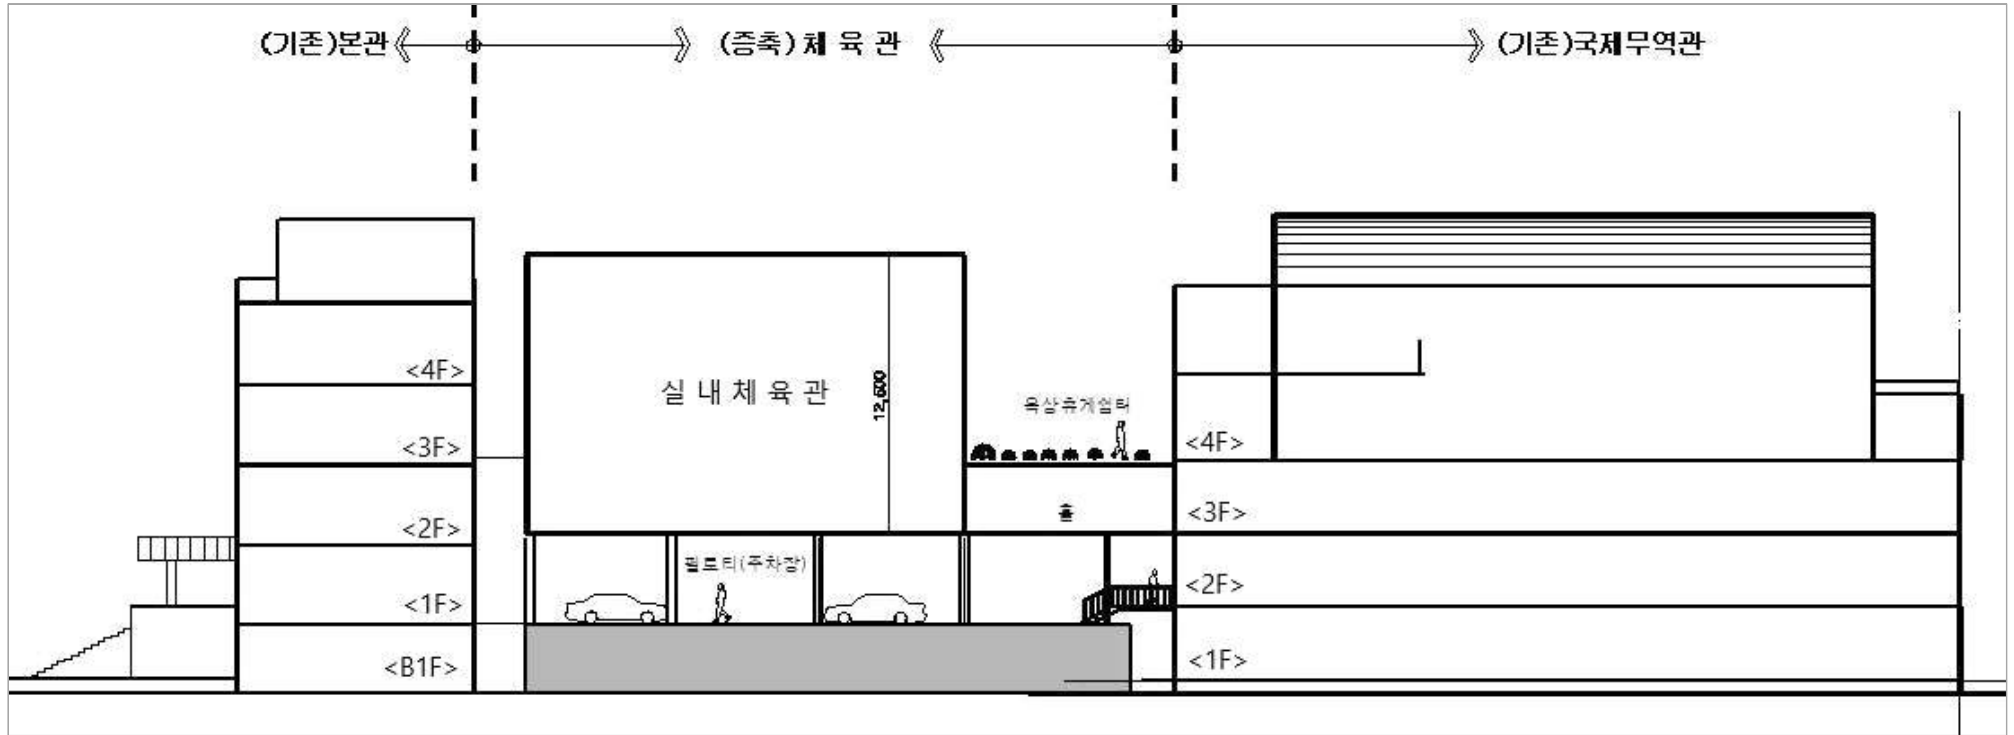 (기존)본관
(증축) 체 육 관
(기존)국제무역관
실 내 체 육 관
12,600
옥상휴게쉼터
홀
필로티(주차장)
<4F>
<3F>
<2F>
<1F>
<B1F>
<4F>
<3F>
<2F>
<1F>